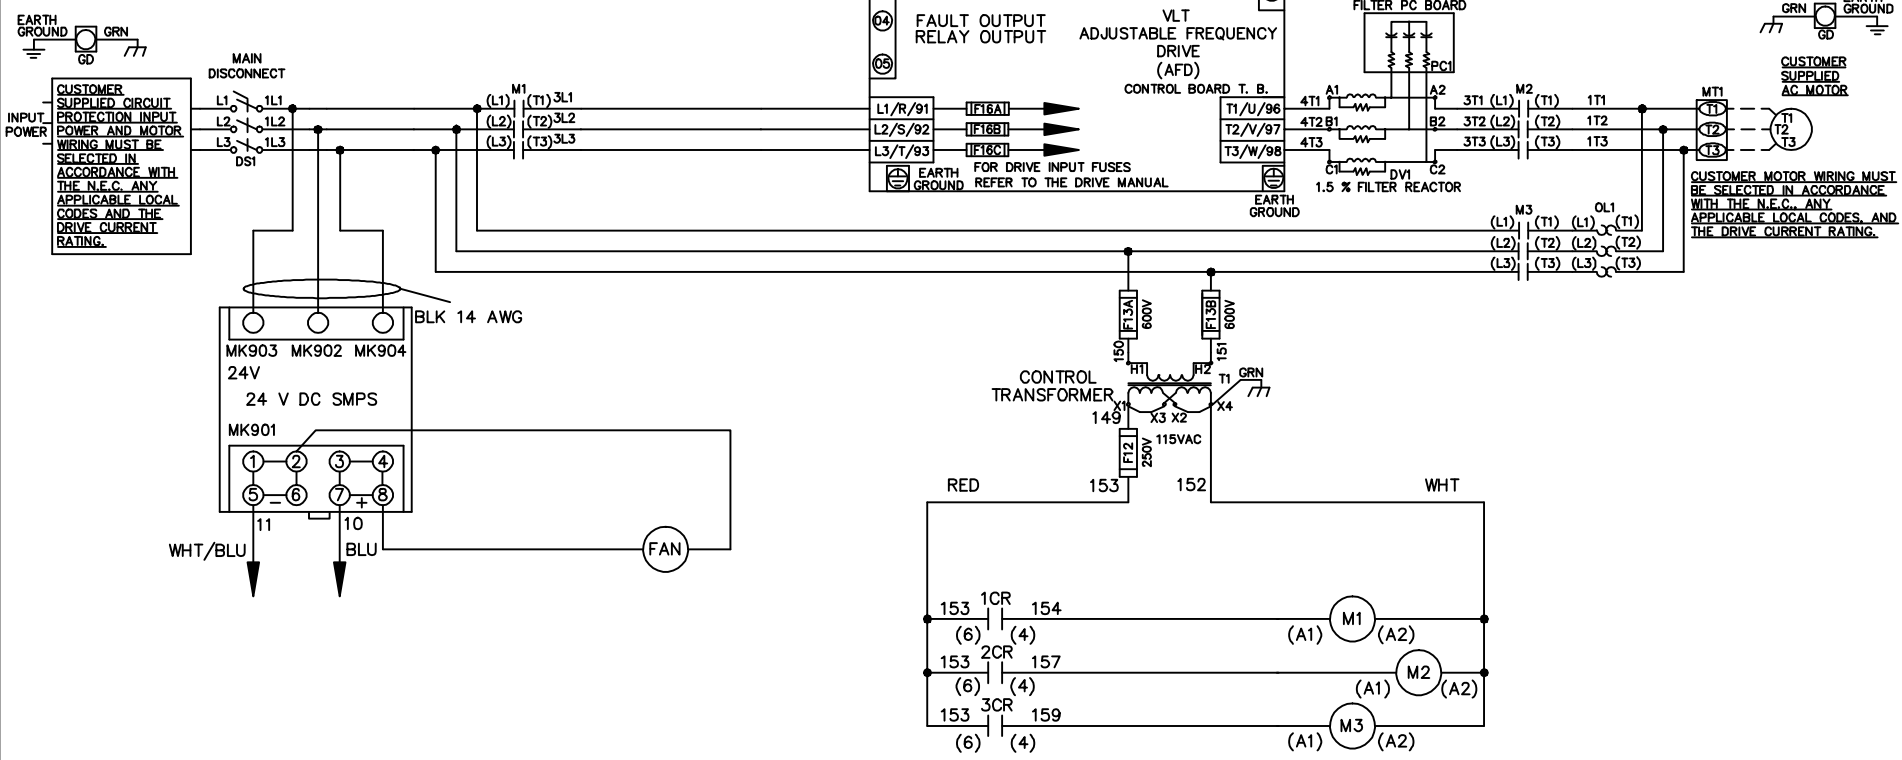 EARTH
GROUND
GRN
GD
04
05
FAULT OUTPUT
RELAY OUTPUT
VLT
ADJUSTABLE FREQUENCY
DRIVE
(AFD)
CONTROL BOARD T. B.
FILTER PC BOARD
PC1
GRN
GROUND
GD
CUSTOMER
SUPPLIED
AC MOTOR
INPUT
POWER
CUSTOMER
SUPPLIED CIRCUIT
PROTECTION INPUT
POWER AND MOTOR
WIRING MUST BE
SELECTED IN
ACCORDANCE WITH
THE N.E.C. ANY
APPLICABLE LOCAL
CODES AND THE
DRIVE CURRENT
RATING.
MAIN
DISCONNECT
L1 1L1
L2 1L2
L3 1L3
DS1
M1
(L1) (T1) 3L1
(L2) (T2) 3L2
(L3) (T3) 3L3
L1/R/91 F16A
L2/S/92 F16B
L3/T/93 F16C
EARTH
GROUND
FOR DRIVE INPUT FUSES
REFER TO THE DRIVE MANUAL
T1/U/96 4T1 A1 A2
T2/V/97 4T2 B1 B2
T3/W/98 4T3 C1 C2
DV1
1.5 % FILTER REACTOR
EARTH
GROUND
M2
3T1 (L1) (T1) 1T1
3T2 (L2) (T2) 1T2
3T3 (L3) (T3) 1T3
MT1
T1
T2
T3
T1
T2
T3
CUSTOMER MOTOR WIRING MUST
BE SELECTED IN ACCORDANCE
WITH THE N.E.C., ANY
APPLICABLE LOCAL CODES, AND
THE DRIVE CURRENT RATING.
M3 OL1
(L1) (T1) (L1) (T1)
(L2) (T2) (L2) (T2)
(L3) (T3) (L3) (T3)
BLK 14 AWG
MK903 MK902 MK904
24V
24 V DC SMPS
MK901
1 2 3 4
5 - 6 7 + 8
11 10
WHT/BLU BLU
FAN
F13A 600V
F13B 600V
150 151
H1 H2
CONTROL
TRANSFORMER
T1
GRN
X1 X3 X2 X4
149
115VAC
F12 250V
153 152
RED WHT
1CR
153 154 M1
(6) (4) (A1) (A2)
2CR
153 157 M2
(6) (4) (A1) (A2)
3CR
153 159 M3
(6) (4) (A1) (A2)